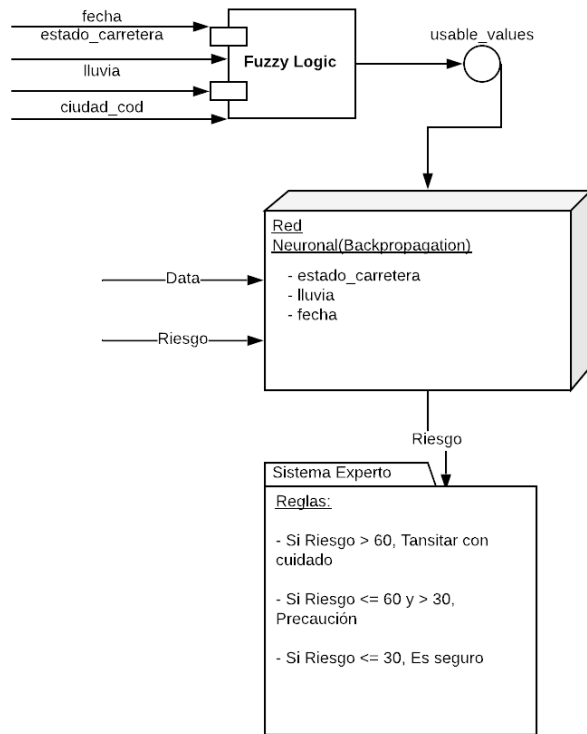 fecha
estado_carretera
lluvia
ciudad_cod
Fuzzy Logic
usable_values
Red
Neuronal(Backpropagation)
- estado_carretera
- lluvia
- fecha
Data
Riesgo
Riesgo
Sistema Experto
Reglas:
- Si Riesgo > 60, Tansitar con
cuidado
- Si Riesgo <= 60 y > 30,
Precaución
- Si Riesgo <= 30, Es seguro